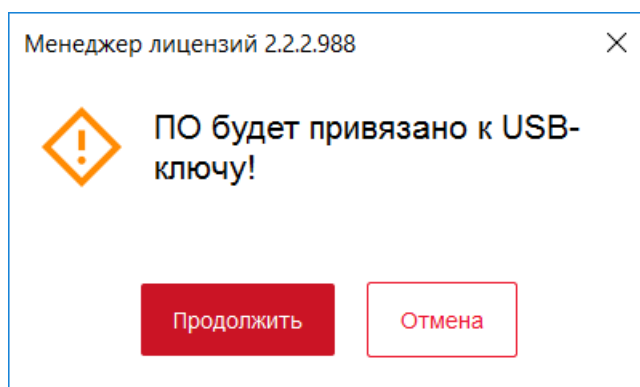 Менеджер лицензий 2.2.2.988
ПО будет привязано к USB-
ключу!
Продолжить
Отмена